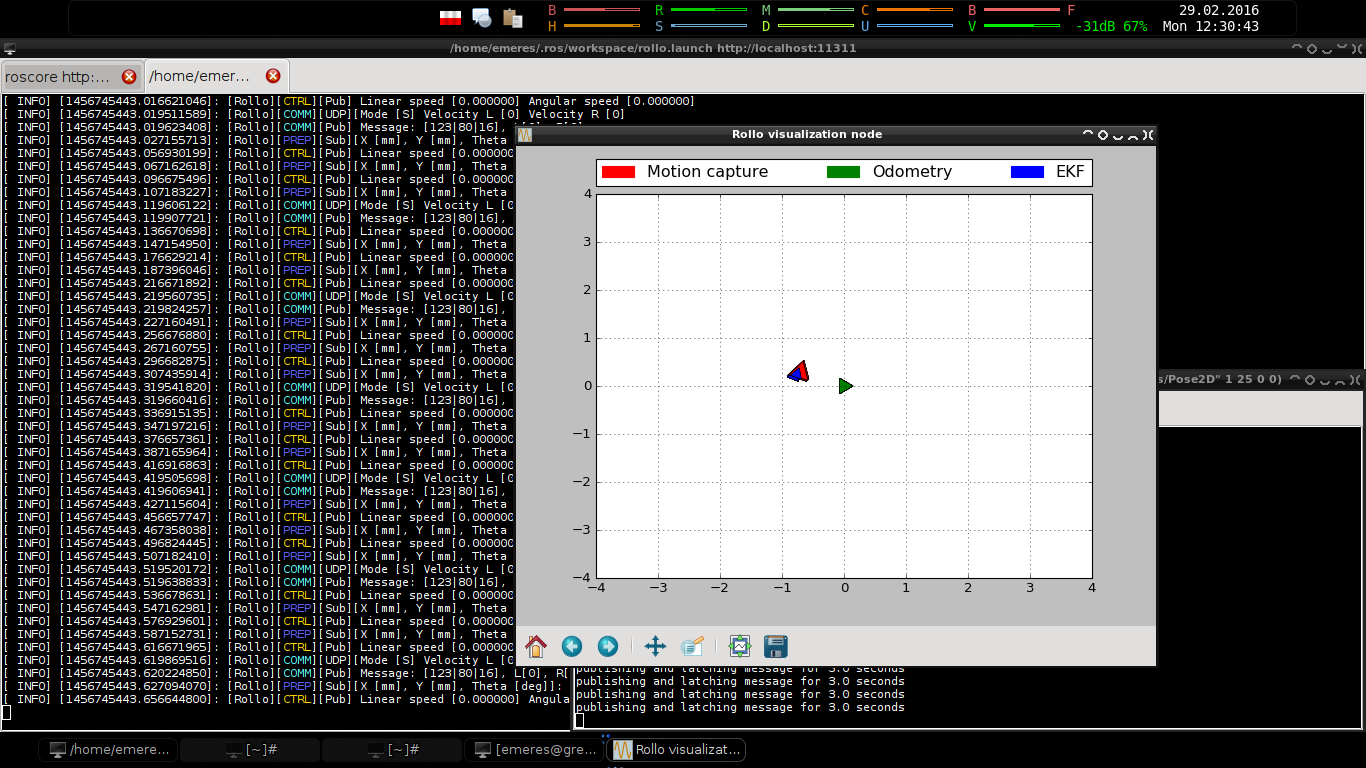 B R M C B F 29.02.2016
H S D U V -31dB 67% Mon 12:30:43
/home/emeres/.ros/workspace/rollo.launch http://localhost:11311
roscore http:... /home/emer...
[ INFO] [1456745443.016621046]: [Rollo][CTRL][Pub] Linear speed [0.000000] Angular speed [0.000000]
[ INFO] [1456745443.019511589]: [Rollo][COMM][UDP][Mode [S] Velocity L [0] Velocity R [0]
[ INFO] [1456745443.019623408]: [Rollo][COMM][Pub] Message: [123|80|16],
[ INFO] [1456745443.027155713]: [Rollo][PREP][Sub][X [mm], Y [mm], Theta
[ INFO] [1456745443.056930199]: [Rollo][CTRL][Pub] Linear speed [0.000000
[ INFO] [1456745443.067162618]: [Rollo][PREP][Sub][X [mm], Y [mm], Theta
[ INFO] [1456745443.096675496]: [Rollo][CTRL][Pub] Linear speed [0.000000
[ INFO] [1456745443.107183227]: [Rollo][PREP][Sub][X [mm], Y [mm], Theta
[ INFO] [1456745443.119606122]: [Rollo][COMM][UDP][Mode [S] Velocity L [0
[ INFO] [1456745443.119907721]: [Rollo][COMM][Pub] Message: [123|80|16],
[ INFO] [1456745443.136670698]: [Rollo][CTRL][Pub] Linear speed [0.000000
[ INFO] [1456745443.147154950]: [Rollo][PREP][Sub][X [mm], Y [mm], Theta
[ INFO] [1456745443.176629214]: [Rollo][CTRL][Pub] Linear speed [0.000000
[ INFO] [1456745443.187396046]: [Rollo][PREP][Sub][X [mm], Y [mm], Theta
[ INFO] [1456745443.216671892]: [Rollo][CTRL][Pub] Linear speed [0.000000
[ INFO] [1456745443.219560735]: [Rollo][COMM][UDP][Mode [S] Velocity L [0
[ INFO] [1456745443.219824257]: [Rollo][COMM][Pub] Message: [123|80|16],
[ INFO] [1456745443.227160491]: [Rollo][PREP][Sub][X [mm], Y [mm], Theta
[ INFO] [1456745443.256676880]: [Rollo][CTRL][Pub] Linear speed [0.000000
[ INFO] [1456745443.267160755]: [Rollo][PREP][Sub][X [mm], Y [mm], Theta
[ INFO] [1456745443.296682875]: [Rollo][CTRL][Pub] Linear speed [0.000000
[ INFO] [1456745443.307435914]: [Rollo][PREP][Sub][X [mm], Y [mm], Theta
[ INFO] [1456745443.319541820]: [Rollo][COMM][UDP][Mode [S] Velocity L [0
[ INFO] [1456745443.319660416]: [Rollo][COMM][Pub] Message: [123|80|16],
[ INFO] [1456745443.336915135]: [Rollo][CTRL][Pub] Linear speed [0.000000
[ INFO] [1456745443.347197216]: [Rollo][PREP][Sub][X [mm], Y [mm], Theta
[ INFO] [1456745443.376657361]: [Rollo][CTRL][Pub] Linear speed [0.000000
[ INFO] [1456745443.387165964]: [Rollo][PREP][Sub][X [mm], Y [mm], Theta
[ INFO] [1456745443.416916863]: [Rollo][CTRL][Pub] Linear speed [0.000000
[ INFO] [1456745443.419505698]: [Rollo][COMM][UDP][Mode [S] Velocity L [0
[ INFO] [1456745443.419606941]: [Rollo][COMM][Pub] Message: [123|80|16],
[ INFO] [1456745443.427115604]: [Rollo][PREP][Sub][X [mm], Y [mm], Theta
[ INFO] [1456745443.456657747]: [Rollo][CTRL][Pub] Linear speed [0.000000
[ INFO] [1456745443.467358038]: [Rollo][PREP][Sub][X [mm], Y [mm], Theta
[ INFO] [1456745443.496824445]: [Rollo][CTRL][Pub] Linear speed [0.000000
[ INFO] [1456745443.507182410]: [Rollo][PREP][Sub][X [mm], Y [mm], Theta
[ INFO] [1456745443.519520172]: [Rollo][COMM][UDP][Mode [S] Velocity L [0
[ INFO] [1456745443.519638833]: [Rollo][COMM][Pub] Message: [123|80|16],
[ INFO] [1456745443.536678631]: [Rollo][CTRL][Pub] Linear speed [0.000000
[ INFO] [1456745443.547162981]: [Rollo][PREP][Sub][X [mm], Y [mm], Theta
[ INFO] [1456745443.576929601]: [Rollo][CTRL][Pub] Linear speed [0.000000
[ INFO] [1456745443.587152731]: [Rollo][PREP][Sub][X [mm], Y [mm], Theta
[ INFO] [1456745443.616671965]: [Rollo][CTRL][Pub] Linear speed [0.000000
[ INFO] [1456745443.619869516]: [Rollo][COMM][UDP][Mode [S] Velocity L [0
[ INFO] [1456745443.620224850]: [Rollo][COMM][Pub] Message: [123|80|16], L[0], R[
[ INFO] [1456745443.627094070]: [Rollo][PREP][Sub][X [mm], Y [mm], Theta [deg]]:
[ INFO] [1456745443.656644800]: [Rollo][CTRL][Pub] Linear speed [0.000000] Angula
Rollo visualization node
Motion capture Odometry EKF
4
3
2
1
0
−1
−2
−3
−4
−4 −3 −2 −1 0 1 2 3 4
s/Pose2D" 1 25 0 0)
publishing and latching message for 3.0 seconds
publishing and latching message for 3.0 seconds
publishing and latching message for 3.0 seconds
publishing and latching message for 3.0 seconds
/home/emere... [~]# [~]# [emeres@gre... Rollo visualizat...